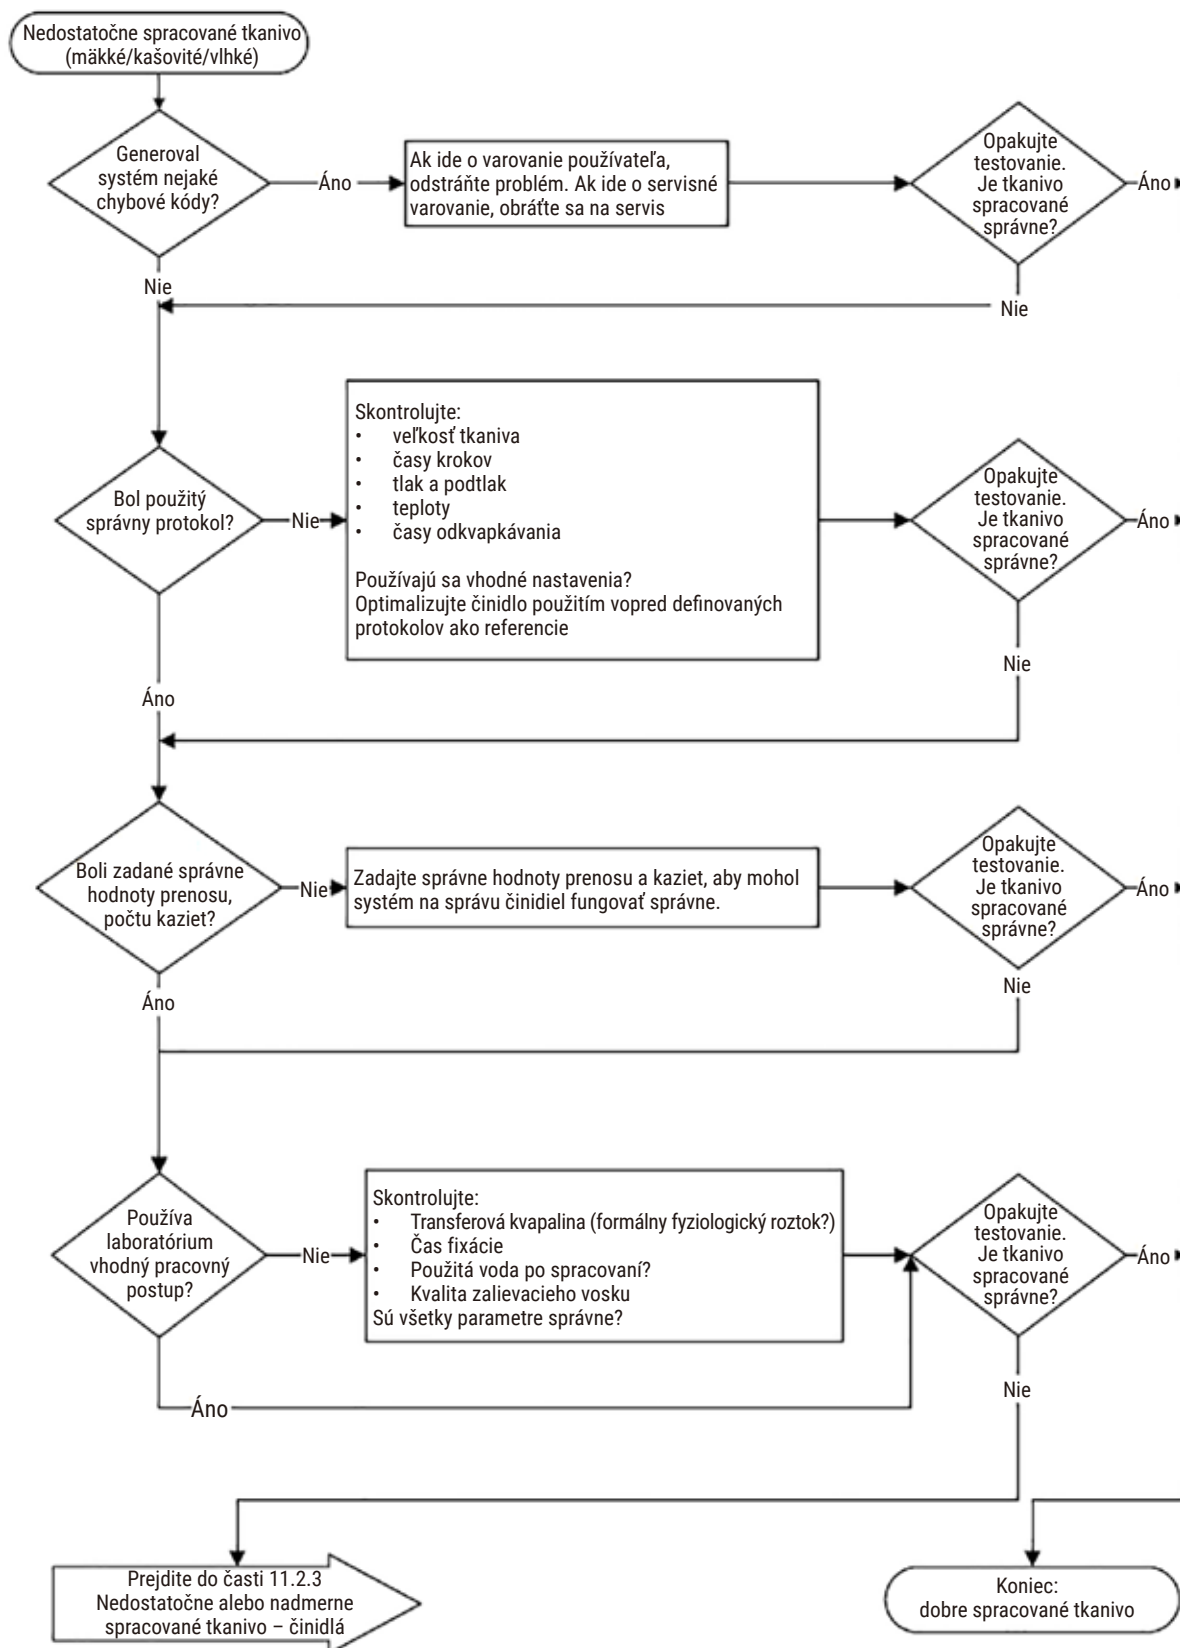 Nedostatočne spracované tkanivo
(mäkké/kašovité/vlhké)
Generoval
systém nejaké
chybové kódy?
Áno
Ak ide o varovanie používateľa,
odstráňte problém. Ak ide o servisné
varovanie, obráťte sa na servis
Opakujte
testovanie.
Je tkanivo
spracované
správne?
Áno
Nie
Nie
Bol použitý
správny protokol?
Nie
Skontrolujte:
• veľkosť tkaniva
• časy krokov
• tlak a podtlak
• teploty
• časy odkvapkávania
Používajú sa vhodné nastavenia?
Optimalizujte činidlo použitím vopred definovaných
protokolov ako referencie
Opakujte
testovanie.
Je tkanivo
spracované
správne?
Áno
Nie
Áno
Boli zadané správne
hodnoty prenosu,
počtu kaziet?
Nie
Zadajte správne hodnoty prenosu a kaziet, aby mohol
systém na správu činidiel fungovať správne.
Opakujte
testovanie.
Je tkanivo
spracované
správne?
Áno
Nie
Áno
Používa
laboratórium
vhodný pracovný
postup?
Nie
Skontrolujte:
• Transferová kvapalina (formálny fyziologický roztok?)
• Čas fixácie
• Použitá voda po spracovaní?
• Kvalita zalievacieho vosku
Sú všetky parametre správne?
Opakujte
testovanie.
Je tkanivo
spracované
správne?
Áno
Nie
Áno
Prejdite do časti 11.2.3
Nedostatočne alebo nadmerne
spracované tkanivo – činidlá
Koniec:
dobre spracované tkanivo